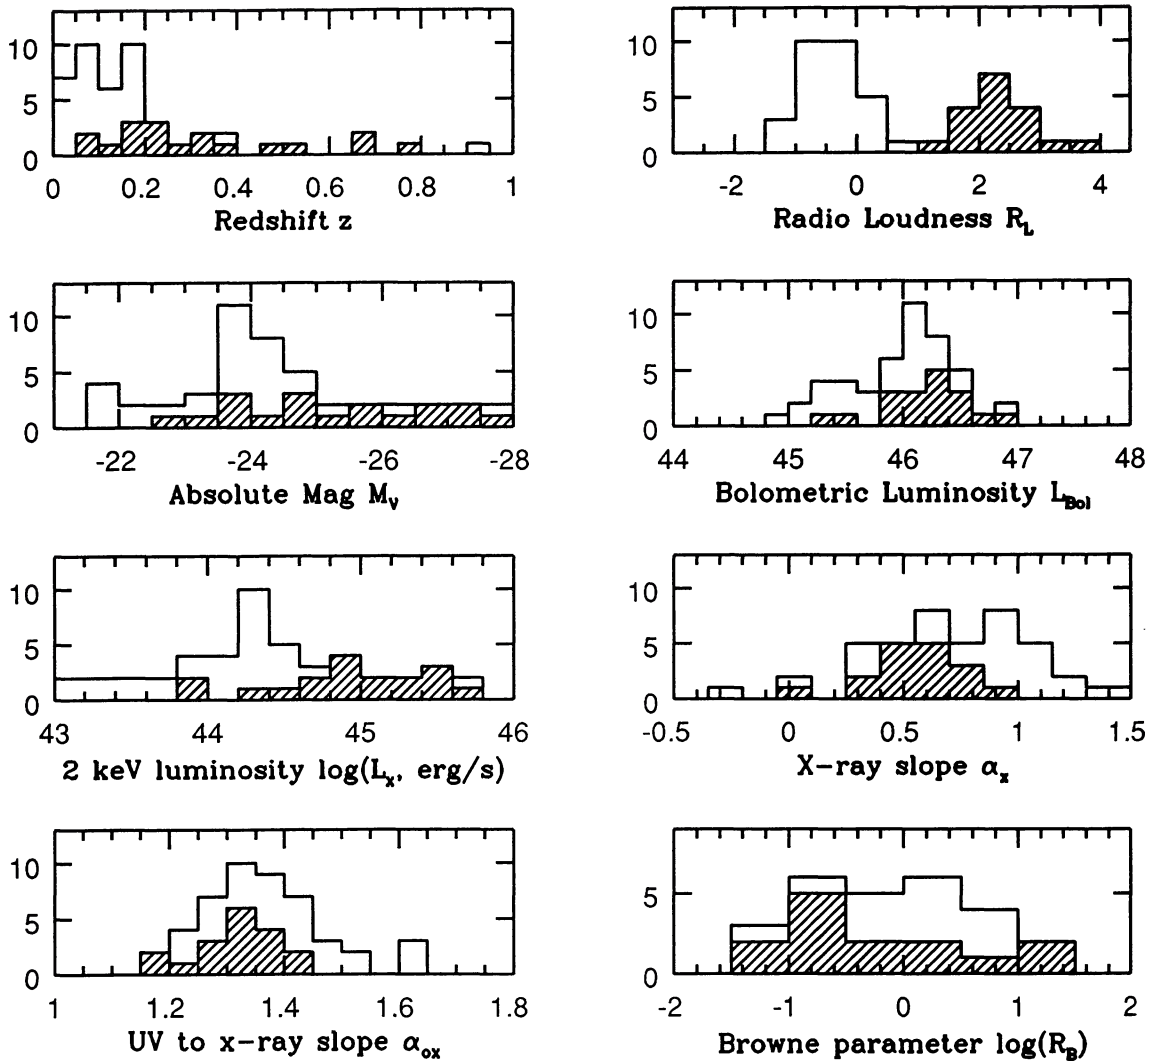 10
5
0
0 0.2 0.4 0.6 0.8 1
Redshift z
10
5
0
-2 0 2 4
Radio Loudness R_L
10
5
0
-22 -24 -26 -28
Absolute Mag M_V
10
5
0
44 45 46 47 48
Bolometric Luminosity L_Bol
10
5
0
43 44 45 46
2 keV luminosity log(L_x, erg/s)
10
5
0
-0.5 0 0.5 1 1.5
X-ray slope α_x
10
5
0
1 1.2 1.4 1.6 1.8
UV to x-ray slope α_ox
5
0
-2 -1 0 1 2
Browne parameter log(R_B)